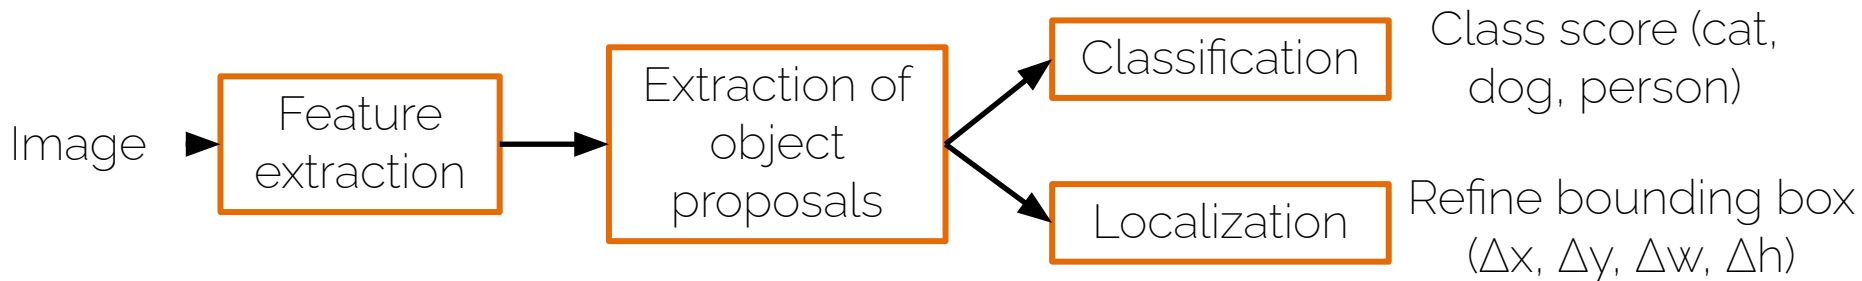 Image
Feature
extraction
Extraction of
object
proposals
Classification
Class score (cat,
dog, person)
Localization
Refine bounding box
(Δx, Δy, Δw, Δh)